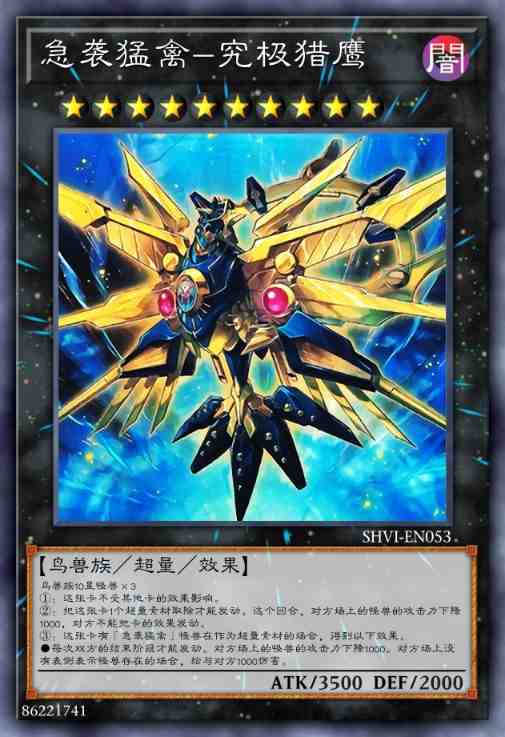 急袭猛禽-究极猎鹰
闇
SHVI-EN053
【鸟兽族／超量／效果】
鸟兽族10星怪兽×3
①：这张卡不受其他卡的效果影响。
②：把这张卡1个超量素材取除才能发动。这个回合，对方场上的怪兽的攻击力下降
1000，对方不能把卡的效果发动。
③：这张卡有「急袭猛禽」怪兽在作为超量素材的场合，得到以下效果。
●每次双方的结束阶段才能发动。对方场上的怪兽的攻击力下降1000。对方场上没
有表侧表示怪兽存在的场合，给与对方1000伤害。
ATK/3500 DEF/2000
86221741